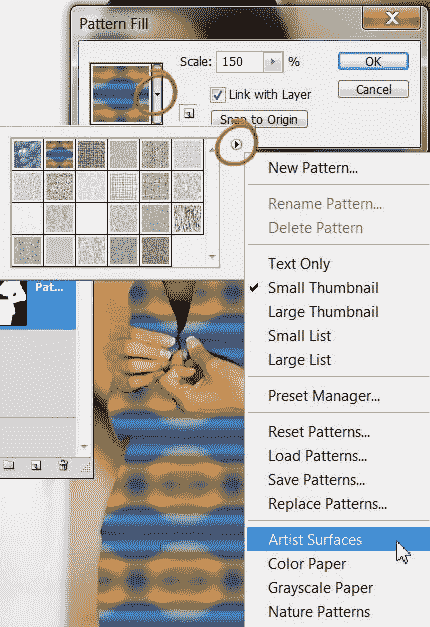 Pattern Fill
Scale: 150 %
OK
Link with Layer
Cancel
Snap to Origin
New Pattern...
Rename Pattern...
Delete Pattern
Text Only
Small Thumbnail
Large Thumbnail
Small List
Large List
Preset Manager...
Reset Patterns...
Load Patterns...
Save Patterns...
Replace Patterns...
Artist Surfaces
Color Paper
Grayscale Paper
Nature Patterns
Pat...